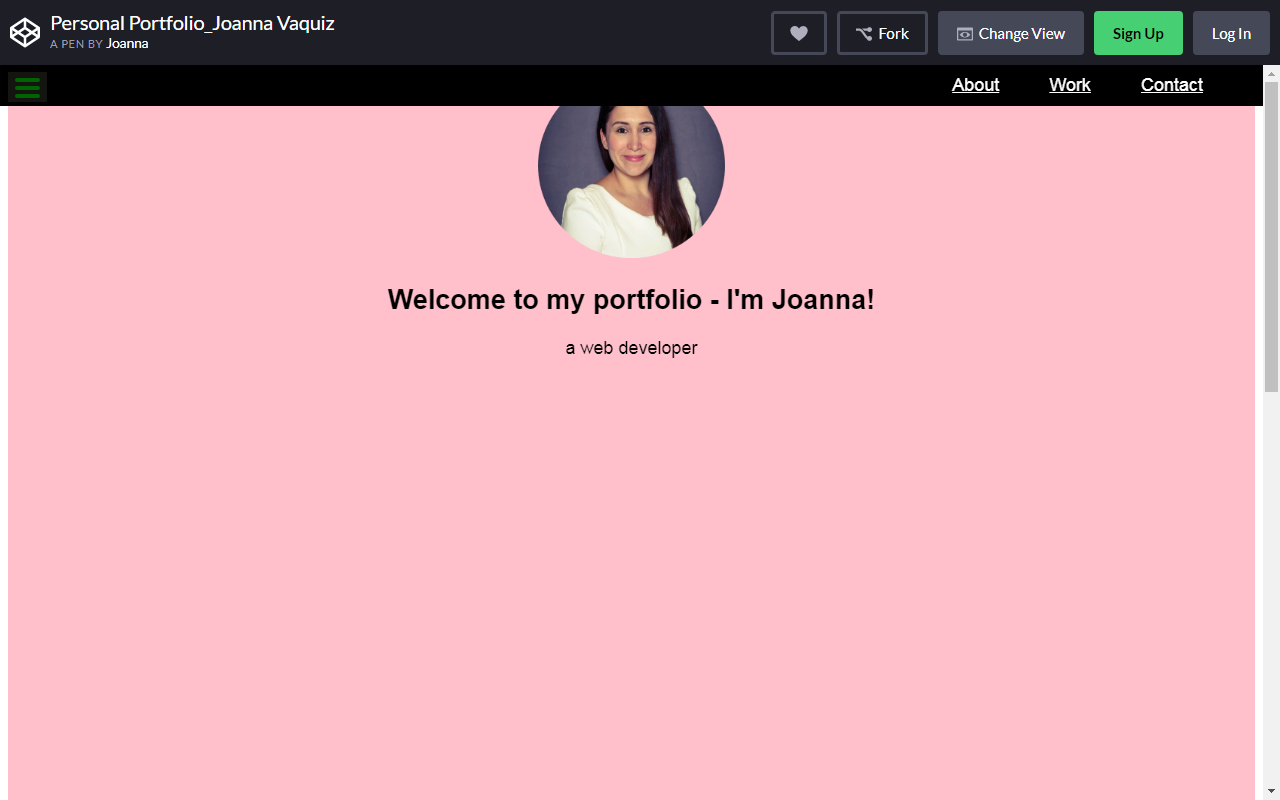 Personal Portfolio_Joanna Vaquiz
A PEN BY Joanna
Fork
Change View
Sign Up
Log In
About
Work
Contact
Welcome to my portfolio - I'm Joanna!
a web developer